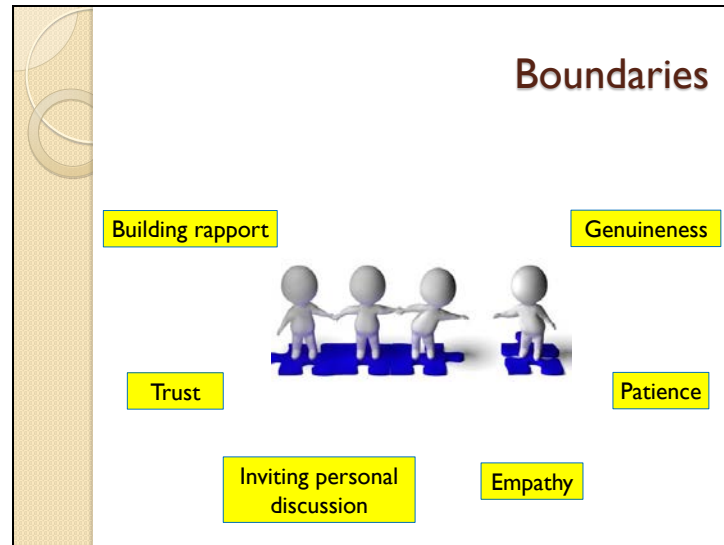 Boundaries
Building rapport
Genuineness
Trust
Patience
Inviting personal
discussion
Empathy